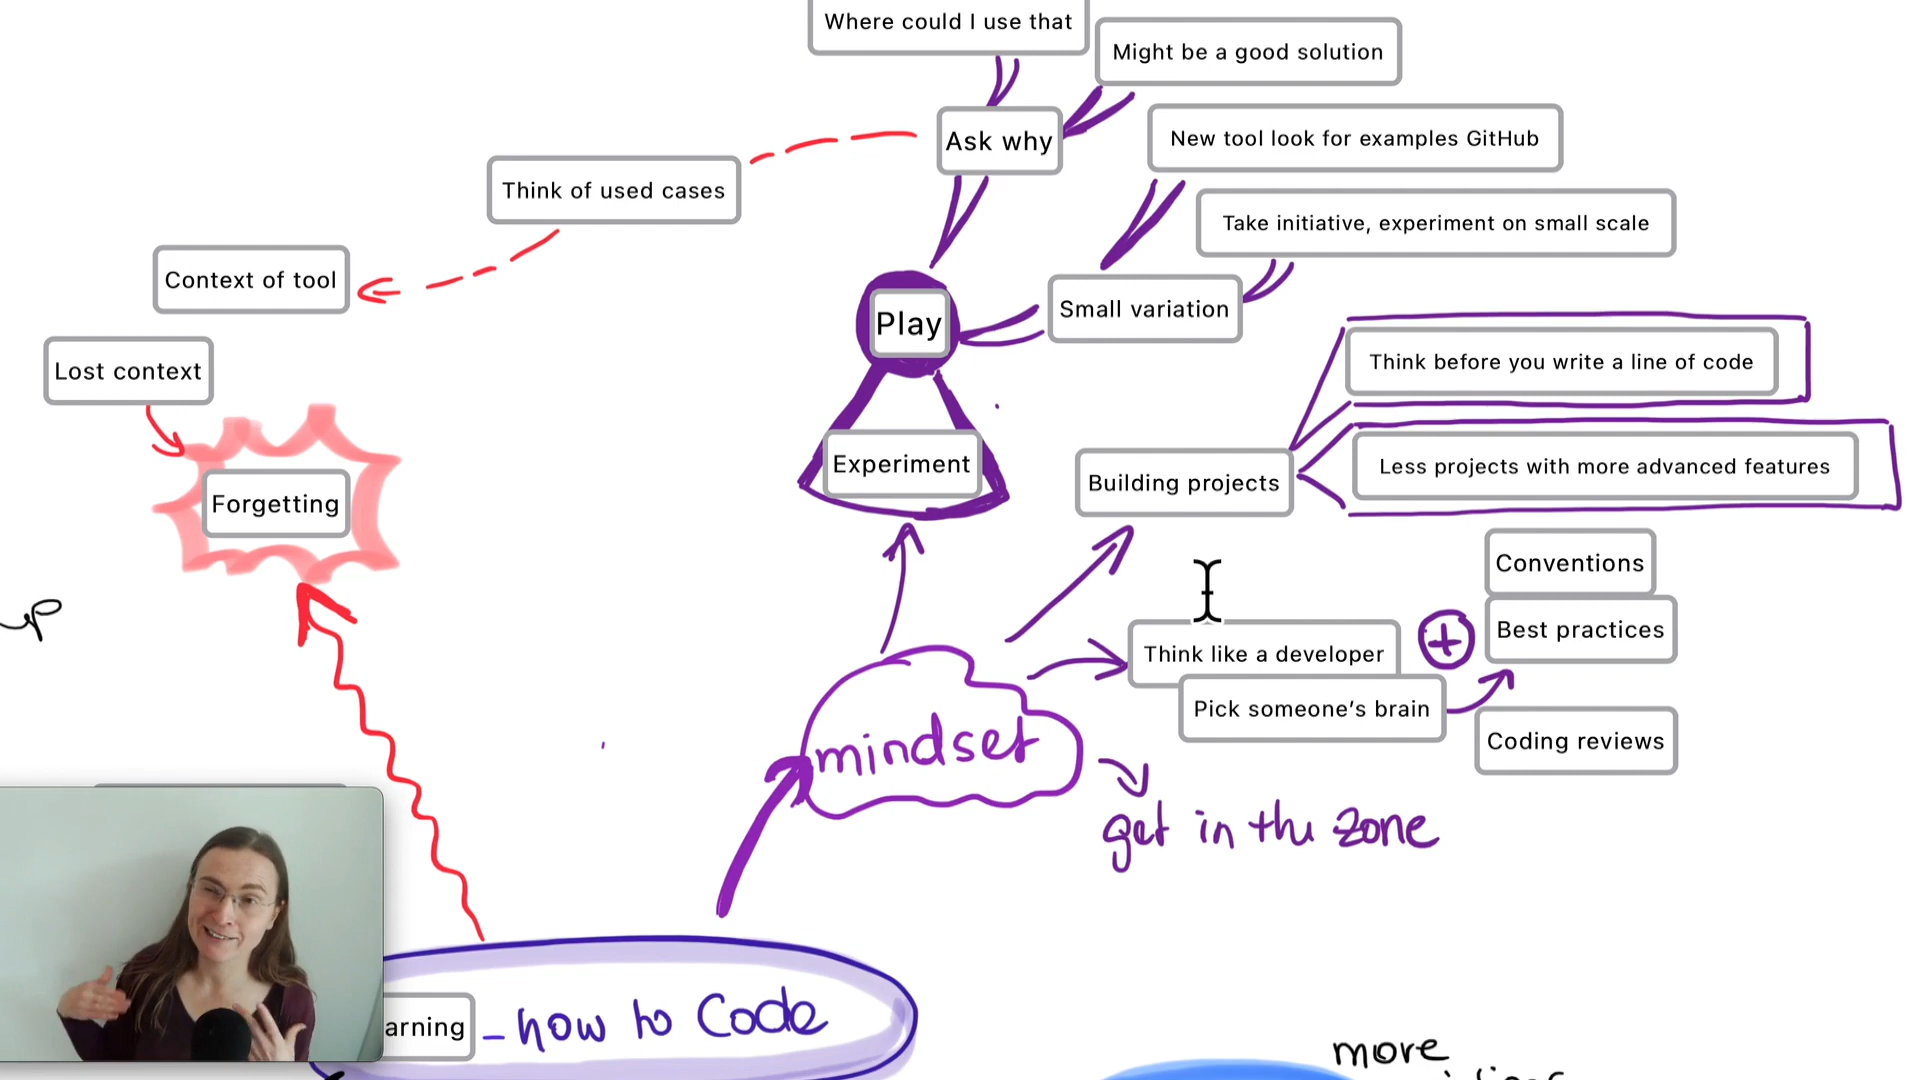 Where could I use that
Might be a good solution
Ask why
New tool look for examples GitHub
Think of used cases
Take initiative, experiment on small scale
Context of tool
Small variation
Play
Think before you write a line of code
Lost context
Experiment
Less projects with more advanced features
Building projects
Forgetting
Conventions
Best practices
Think like a developer
Pick someone's brain
Coding reviews
mindset
get in the zone
arning - how to Code
more